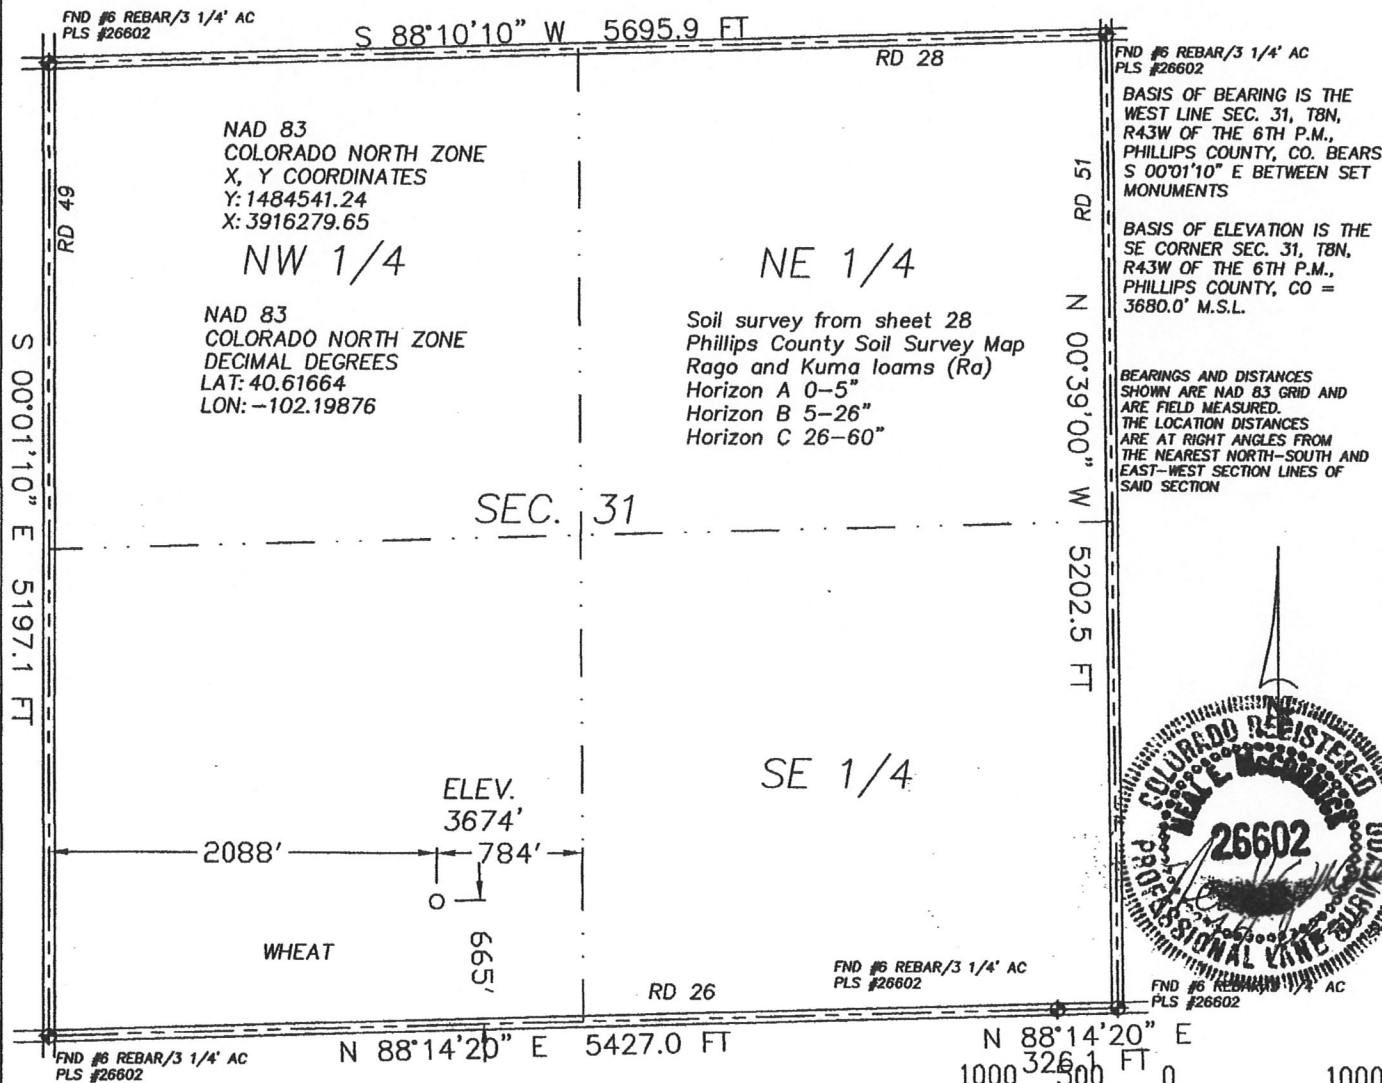 FND #6 REBAR/3 1/4' AC
PLS #26602
S 88°10'10" W 5695.9 FT
RD 28
FND #6 REBAR/3 1/4' AC
PLS #26602
BASIS OF BEARING IS THE
WEST LINE SEC. 31, T8N,
R43W OF THE 6TH P.M.,
PHILLIPS COUNTY, CO. BEARS
S 00°01'10" E BETWEEN SET
MONUMENTS
BASIS OF ELEVATION IS THE
SE CORNER SEC. 31, T8N,
R43W OF THE 6TH P.M.,
PHILLIPS COUNTY, CO =
3680.0' M.S.L.
BEARINGS AND DISTANCES
SHOWN ARE NAD 83 GRID AND
ARE FIELD MEASURED.
THE LOCATION DISTANCES
ARE AT RIGHT ANGLES FROM
THE NEAREST NORTH-SOUTH AND
EAST-WEST SECTION LINES OF
SAID SECTION
RD 49
NAD 83
COLORADO NORTH ZONE
X, Y COORDINATES
Y: 1484541.24
X: 3916279.65
NW 1/4
NAD 83
COLORADO NORTH ZONE
DECIMAL DEGREES
LAT: 40.61664
LON: -102.19876
NE 1/4
Soil survey from sheet 28
Phillips County Soil Survey Map
Rago and Kuma loams (Ra)
Horizon A 0-5"
Horizon B 5-26"
Horizon C 26-60"
RD 51
S 00°01'10" E 5197.1 FT
N 00°39'00" W 5202.5 FT
SEC. 31
SE 1/4
ELEV.
3674'
2088'
784'
665'
WHEAT
RD 26
N
COLORADO REGISTERED
NEAL E. McCORMICK
26602
PROFESSIONAL LAND SURVEYOR
FND #6 REBAR/3 1/4' AC
PLS #26602
FND #6 REBAR/3 1/4' AC
PLS #26602
FND #6 REBAR/3 1/4' AC
PLS #26602
N 88°14'20" E 5427.0 FT
N 88°14'20" E
326.1 FT
1000 500 0 1000